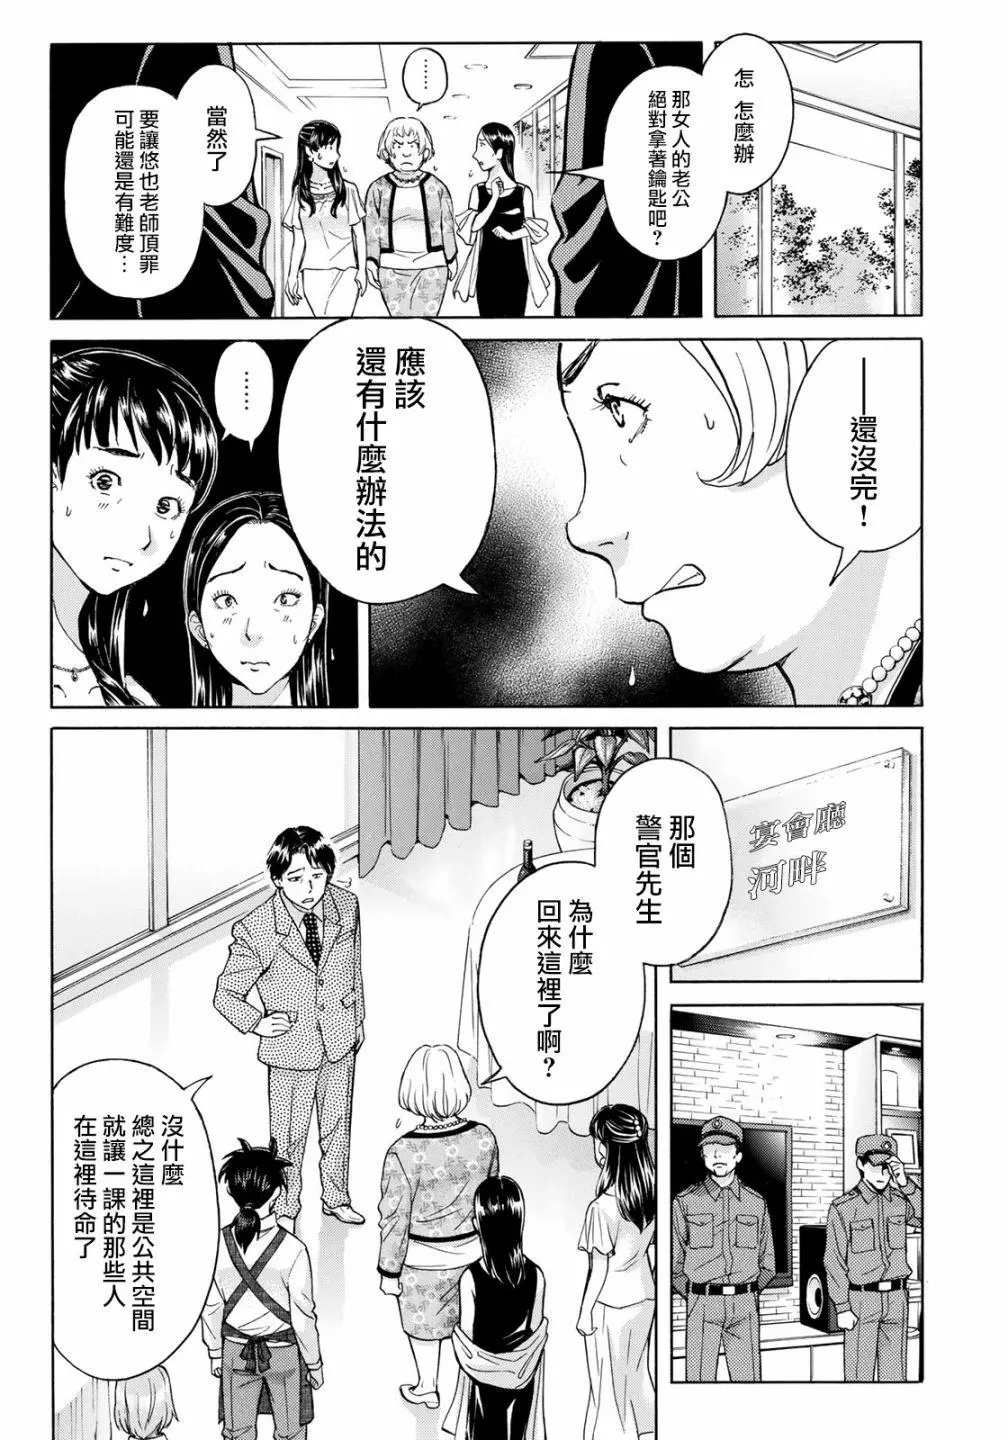 怎 怎麼辦
那女人的老公
絕對拿著鑰匙吧?
……
當然了
要讓悠也老師頂罪
可能還是有難度…
——還沒完!
應該
還有什麼辦法的
……
宴會廳
河畔
那個
警官先生
為什麼
回來這裡了啊?
沒什麼
總之這裡是公共空間
就讓一課的那些人
在這裡待命了